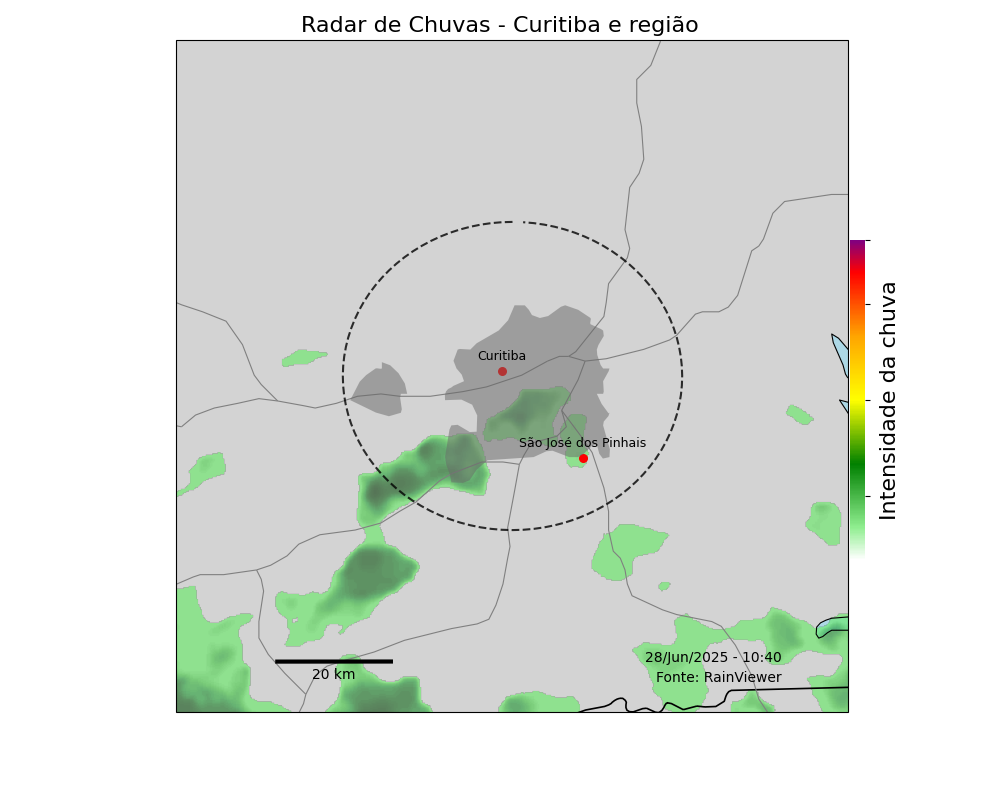 Radar de Chuvas - Curitiba e região
Curitiba
São José dos Pinhais
Intensidade da chuva
28/Jun/2025 - 10:40
20 km
Fonte: RainViewer